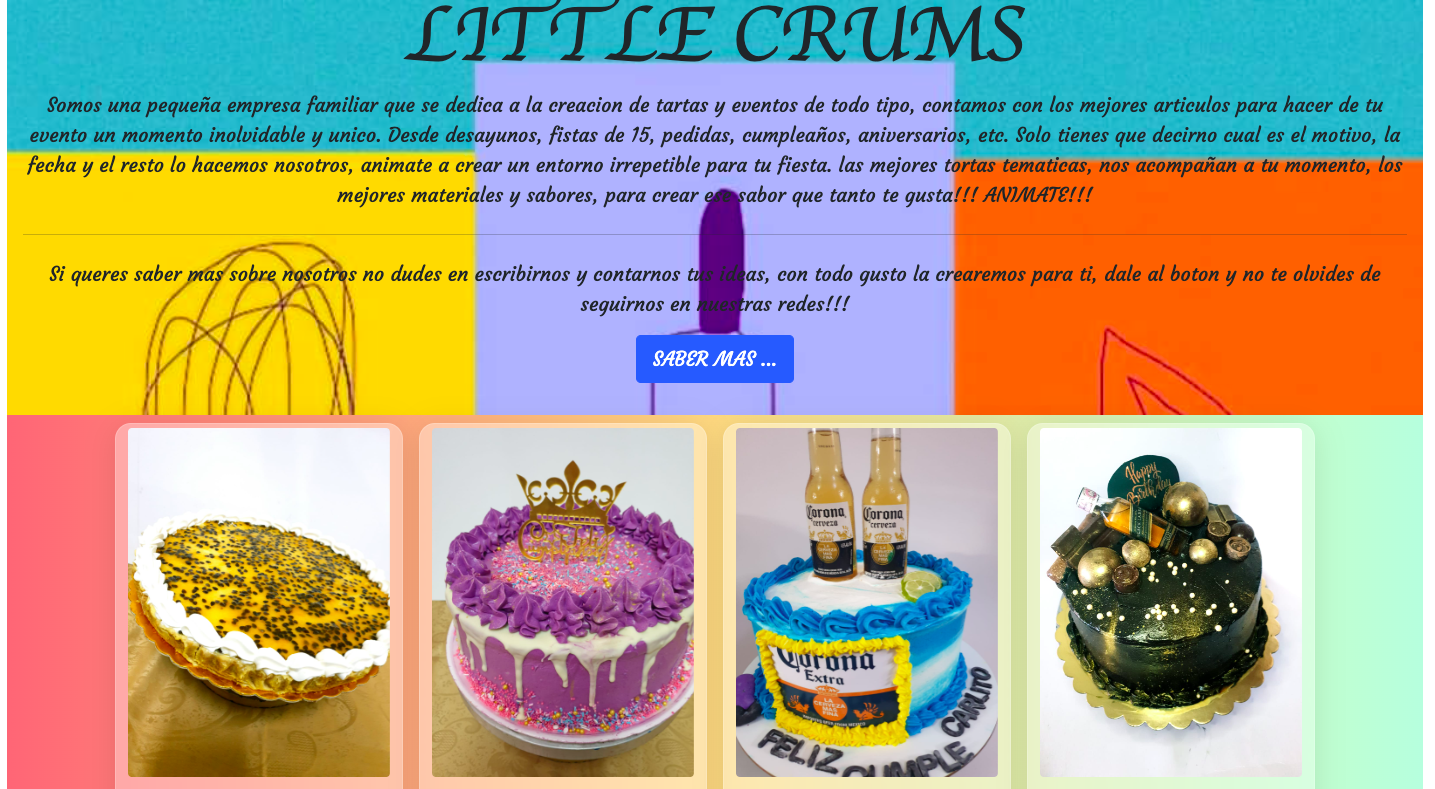 LITTLE CRUMS
Somos una pequeña empresa familiar que se dedica a la creacion de tartas y eventos de todo tipo, contamos con los mejores articulos para hacer de tu
evento un momento inolvidable y unico. Desde desayunos, fistas de 15, pedidas, cumpleaños, aniversarios, etc. Solo tienes que decirno cual es el motivo, la
fecha y el resto lo hacemos nosotros, animate a crear un entorno irrepetible para tu fiesta. las mejores tortas tematicas, nos acompañan a tu momento, los
mejores materiales y sabores, para crear ese sabor que tanto te gusta!!! ANIMATE!!!
Si queres saber mas sobre nosotros no dudes en escribirnos y contarnos tus ideas, con todo gusto la crearemos para ti, dale al boton y no te olvides de
seguirnos en nuestras redes!!!
SABER MAS ...
Corona
cerveza
Corona
cerveza
Corona
Extra
LA
CERVEZA
MAS
FINA
FELIZ CUMPLE
CARLITO
Happy
Birthday